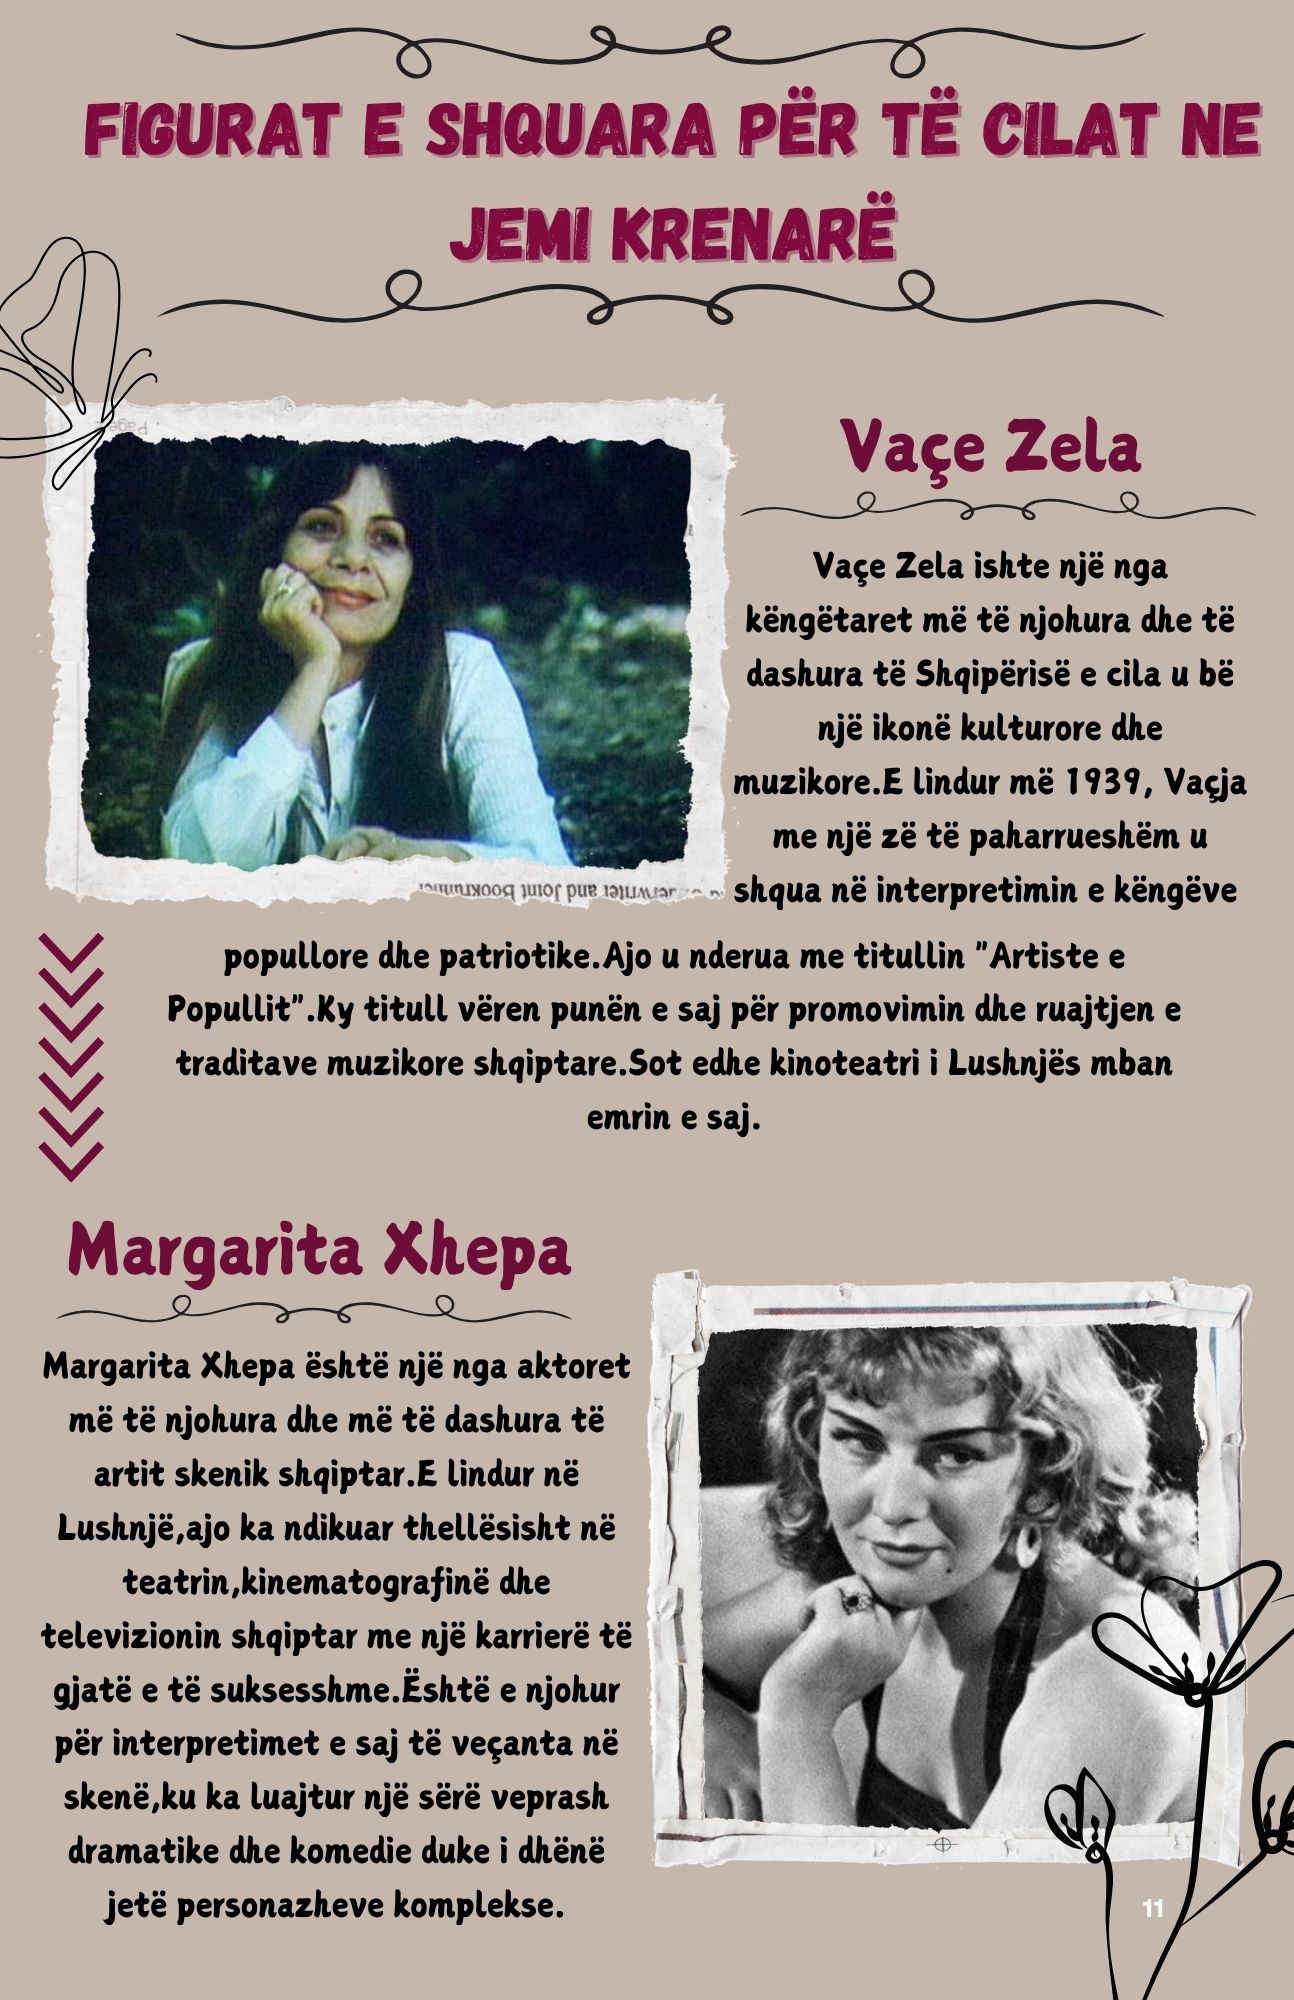 FIGURAT E SHQUARA PËR TË CILAT NE
JEMI KRENARË
Page
Vaçe Zela
Vaçe Zela ishte një nga
këngëtaret më të njohura dhe të
dashura të Shqipërisë e cila u bë
një ikonë kulturore dhe
muzikore.E lindur më 1939, Vaçja
me një zë të paharrueshëm u
shqua në interpretimin e këngëve
and Joint Bookrunner
popullore dhe patriotike.Ajo u nderua me titullin "Artiste e
Popullit".Ky titull vëren punën e saj për promovimin dhe ruajtjen e
traditave muzikore shqiptare.Sot edhe kinoteatri i Lushnjës mban
emrin e saj.
Margarita Xhepa
Margarita Xhepa është një nga aktoret
më të njohura dhe më të dashura të
artit skenik shqiptar.E lindur në
Lushnjë,ajo ka ndikuar thellësisht në
teatrin,kinematografinë dhe
televizionin shqiptar me një karrierë të
gjatë e të suksesshme.Është e njohur
për interpretimet e saj të veçanta në
skenë,ku ka luajtur një sërë veprash
dramatike dhe komedie duke i dhënë
jetë personazheve komplekse.
11